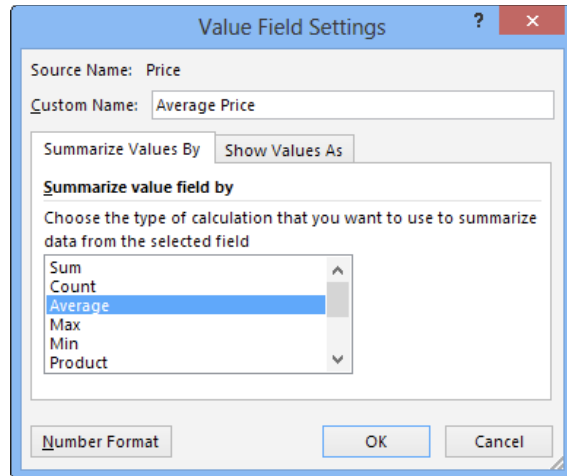 Value Field Settings ? ×
Source Name: Price
Custom Name: Average Price
Summarize Values By Show Values As
Summarize value field by
Choose the type of calculation that you want to use to summarize
data from the selected field
Sum
Count
Average
Max
Min
Product
Number Format OK Cancel